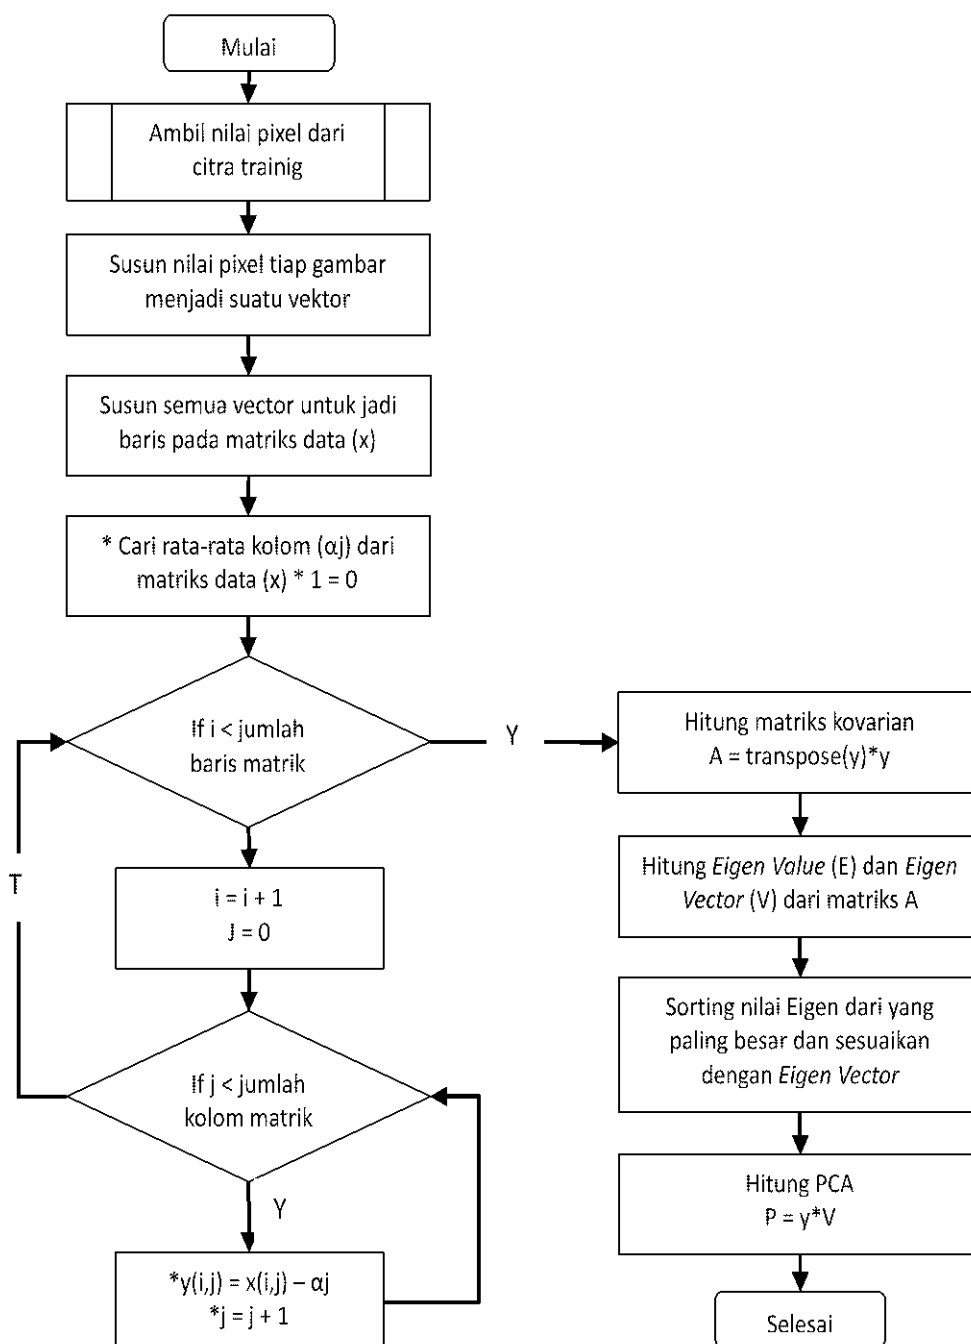 Mulai
Ambil nilai pixel dari
citra trainig
Susun nilai pixel tiap gambar
menjadi suatu vektor
Susun semua vector untuk jadi
baris pada matriks data (x)
* Cari rata-rata kolom (αj) dari
matriks data (x) * 1 = 0
If i < jumlah
baris matrik
Y
T
i = i + 1
J = 0
If j < jumlah
kolom matrik
Y
*y(i,j) = x(i,j) – αj
*j = j + 1
Hitung matriks kovarian
A = transpose(y)*y
Hitung Eigen Value (E) dan Eigen
Vector (V) dari matriks A
Sorting nilai Eigen dari yang
paling besar dan sesuaikan
dengan Eigen Vector
Hitung PCA
P = y*V
Selesai